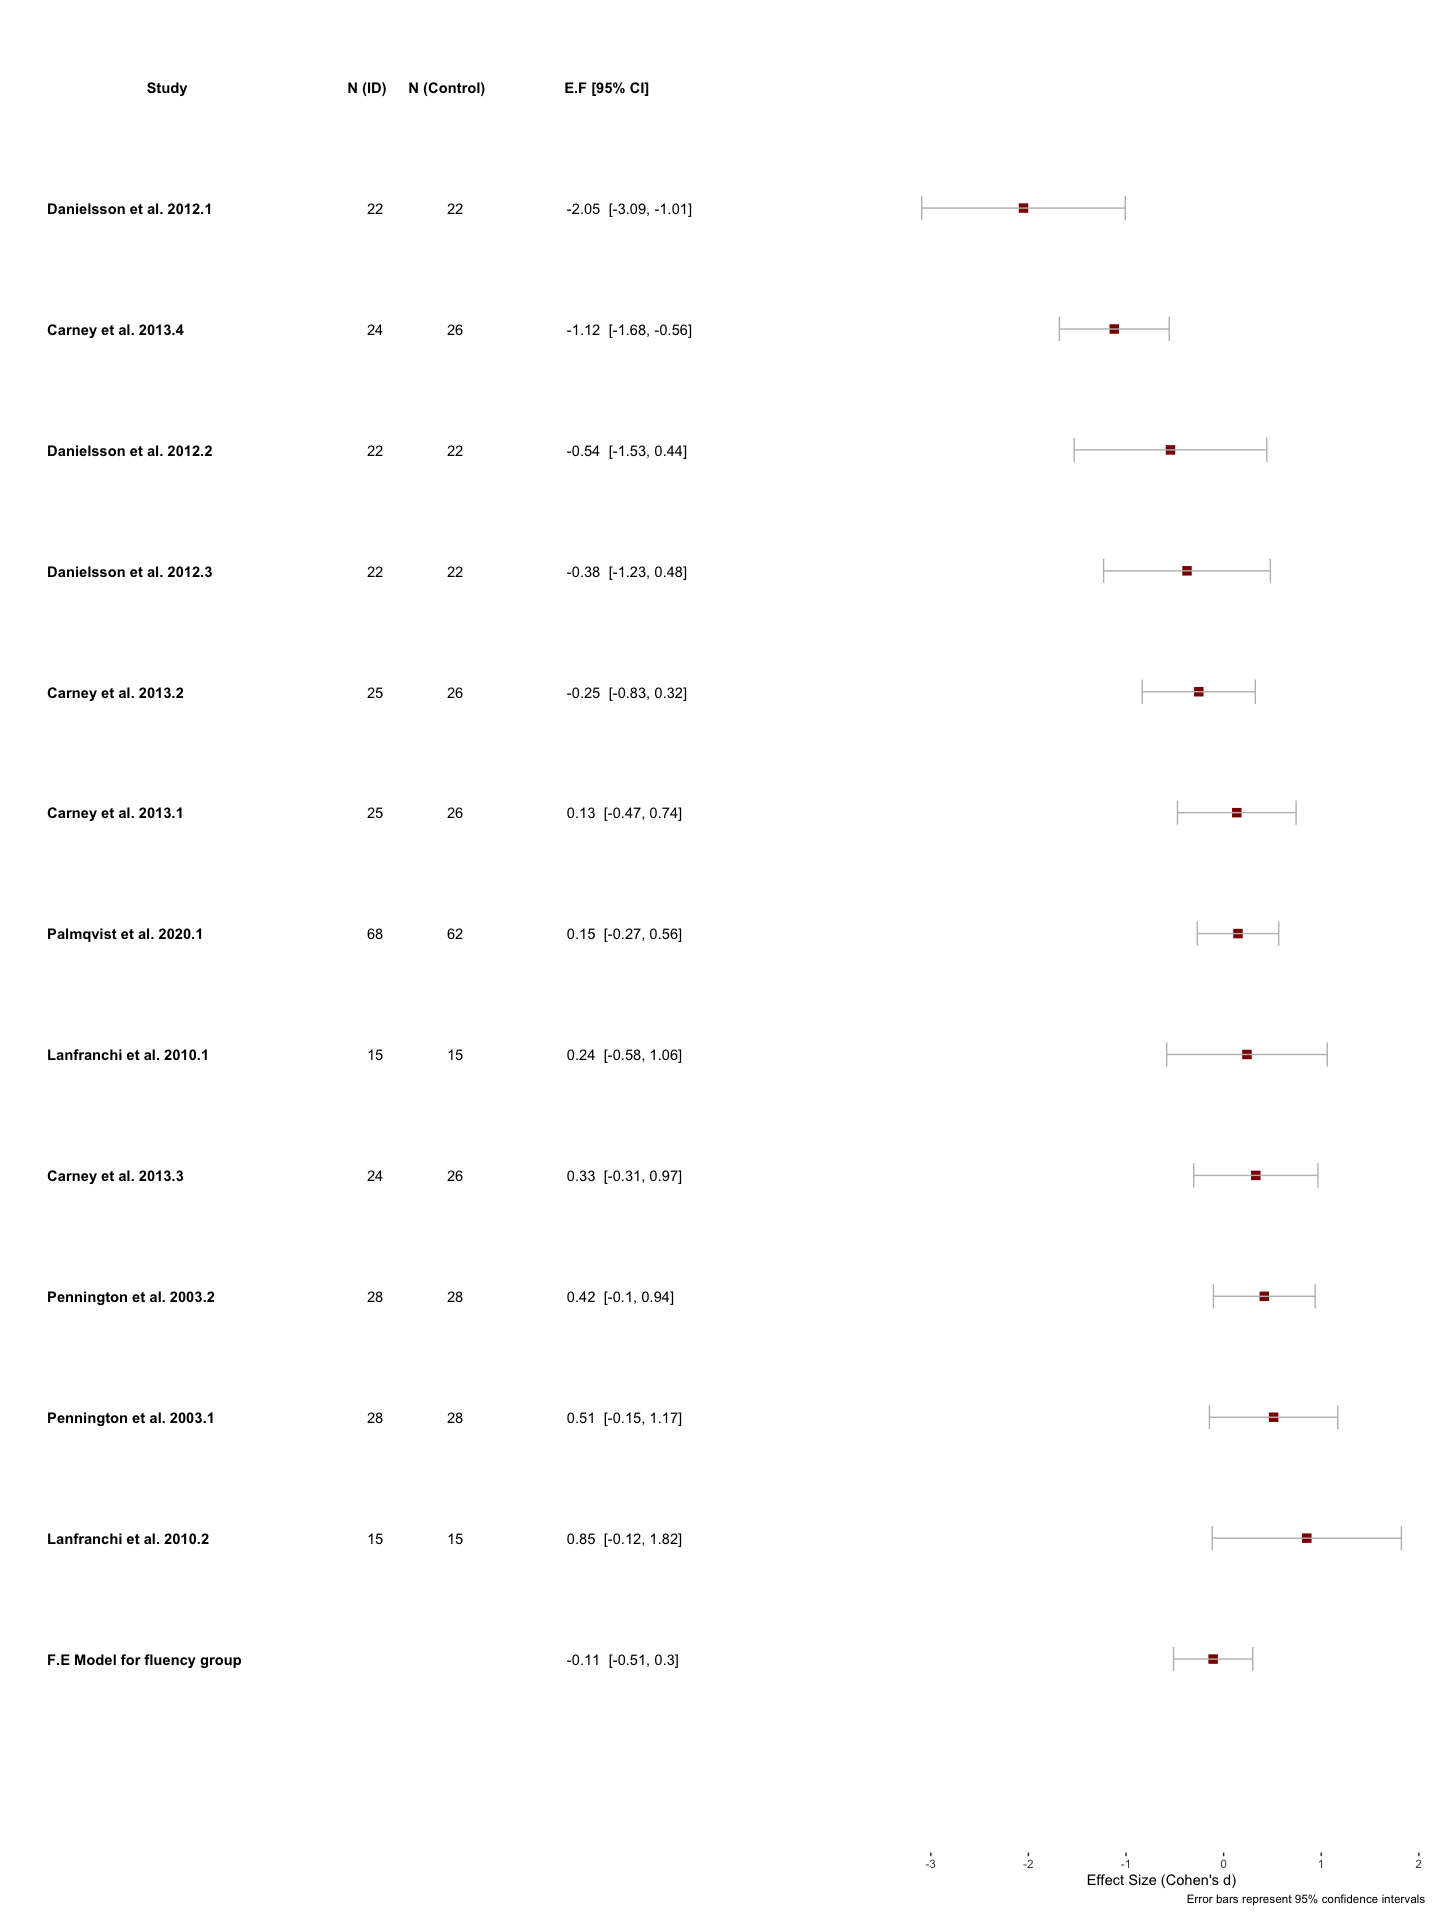 Study N (ID) N (Control) E.F [95% CI]
Danielsson et al. 2012.1 22 22 -2.05 [-3.09, -1.01]
Carney et al. 2013.4 24 26 -1.12 [-1.68, -0.56]
Danielsson et al. 2012.2 22 22 -0.54 [-1.53, 0.44]
Danielsson et al. 2012.3 22 22 -0.38 [-1.23, 0.48]
Carney et al. 2013.2 25 26 -0.25 [-0.83, 0.32]
Carney et al. 2013.1 25 26 0.13 [-0.47, 0.74]
Palmqvist et al. 2020.1 68 62 0.15 [-0.27, 0.56]
Lanfranchi et al. 2010.1 15 15 0.24 [-0.58, 1.06]
Carney et al. 2013.3 24 26 0.33 [-0.31, 0.97]
Pennington et al. 2003.2 28 28 0.42 [-0.1, 0.94]
Pennington et al. 2003.1 28 28 0.51 [-0.15, 1.17]
Lanfranchi et al. 2010.2 15 15 0.85 [-0.12, 1.82]
F.E Model for fluency group -0.11 [-0.51, 0.3]
-3 -2 -1 0 1 2
Effect Size (Cohen's d)
Error bars represent 95% confidence intervals